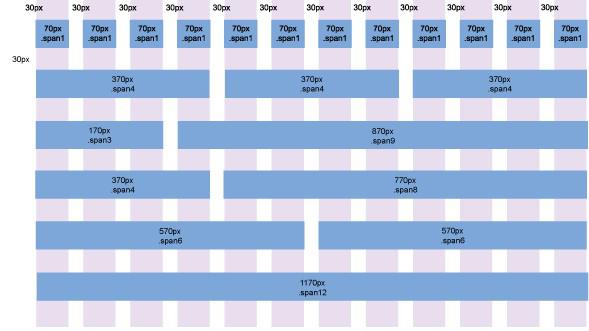 30px 30px 30px 30px 30px 30px 30px 30px 30px 30px 30px 30px
70px 70px 70px 70px 70px 70px 70px 70px 70px 70px 70px 70px
.span1 .span1 .span1 .span1 .span1 .span1 .span1 .span1 .span1 .span1 .span1 .span1
30px
370px 370px 370px
.span4 .span4 .span4
170px 870px
.span3 .span9
370px 770px
.span4 .span8
570px 570px
.span6 .span6
1170px
.span12